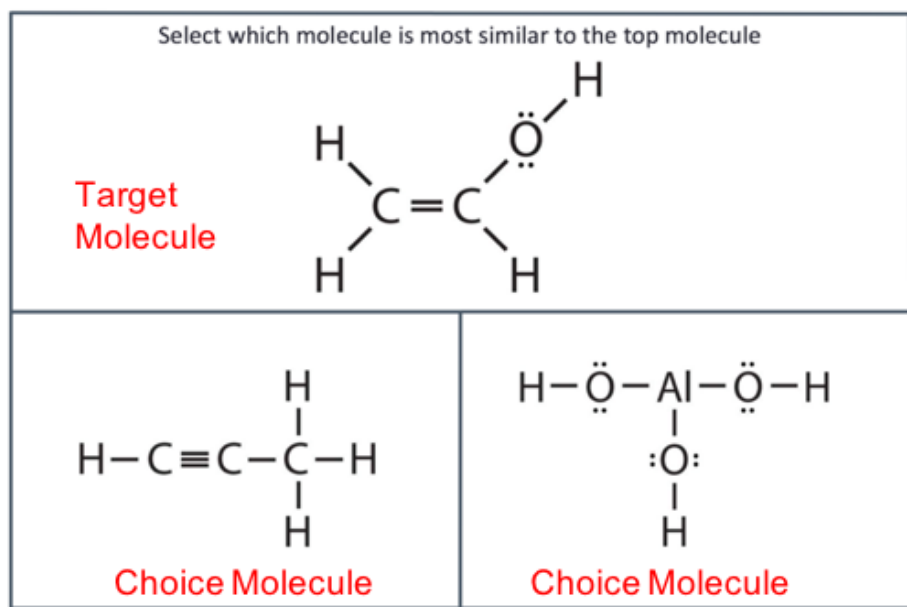 Select which molecule is most similar to the top molecule
H
Ö
H
Target
Molecule
C=C
H
H
H
H–Ö–Al–Ö–H
H–C≡C–C–H
:O:
H
H
Choice Molecule
Choice Molecule